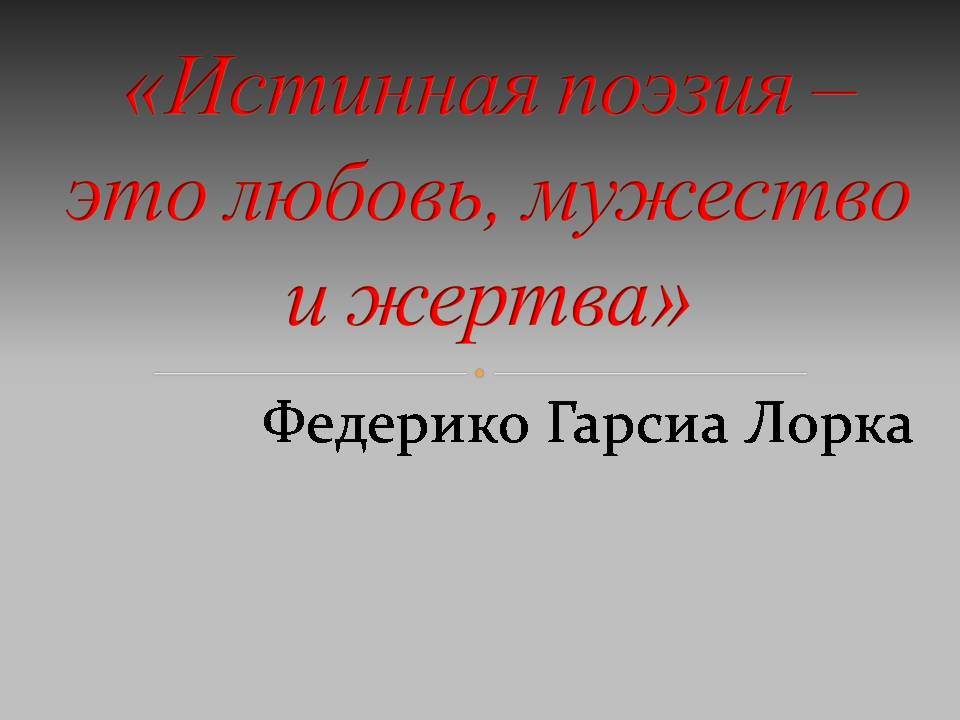 «Истинная поэзия –
это любовь, мужество
и жертва»
Федерико Гарсиа Лорка